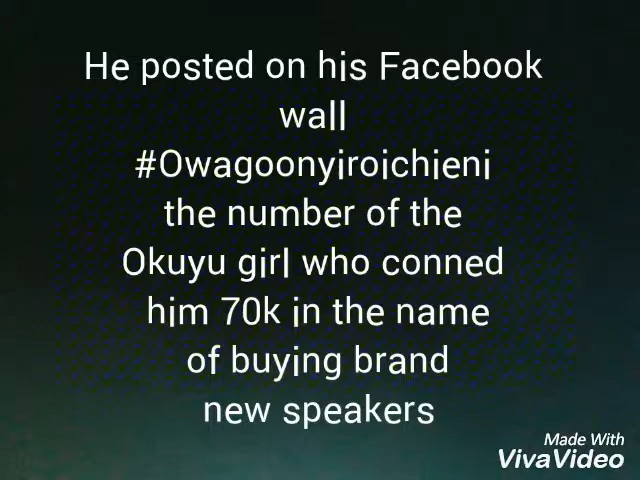 He posted on his Facebook
wall
#Owagoonyiroichieni
the number of the
Okuyu girl who conned
him 70k in the name
of buying brand
new speakers
Made With
VivaVideo